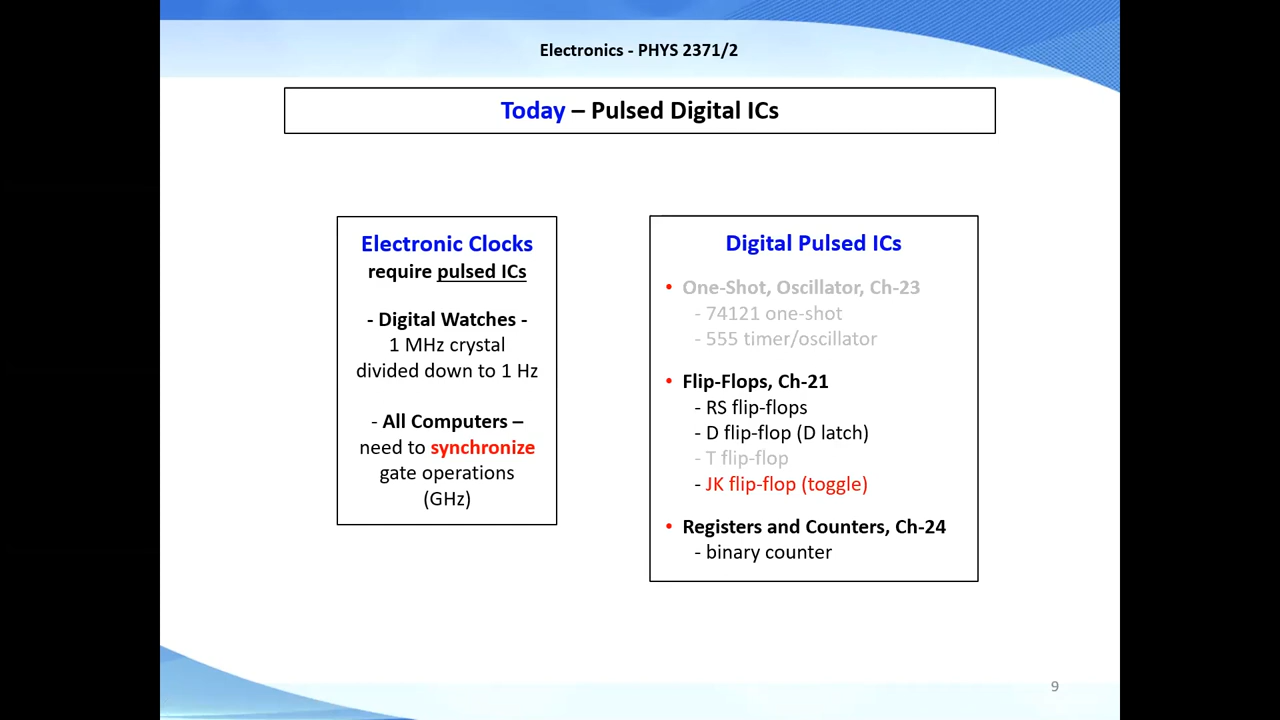 Electronics - PHYS 2371/2
Today – Pulsed Digital ICs
Electronic Clocks
require pulsed ICs
- Digital Watches -
1 MHz crystal
divided down to 1 Hz
- All Computers –
need to synchronize
gate operations
(GHz)
Digital Pulsed ICs
• One-Shot, Oscillator, Ch-23
- 74121 one-shot
- 555 timer/oscillator
• Flip-Flops, Ch-21
- RS flip-flops
- D flip-flop (D latch)
- T flip-flop
- JK flip-flop (toggle)
• Registers and Counters, Ch-24
- binary counter
9